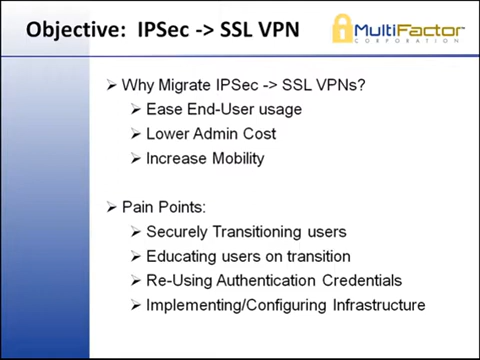 Objective: IPSec -> SSL VPN
MultiFactor
CORPORATION
Why Migrate IPSec -> SSL VPNs?
Ease End-User usage
Lower Admin Cost
Increase Mobility
Pain Points:
Securely Transitioning users
Educating users on transition
Re-Using Authentication Credentials
Implementing/Configuring Infrastructure